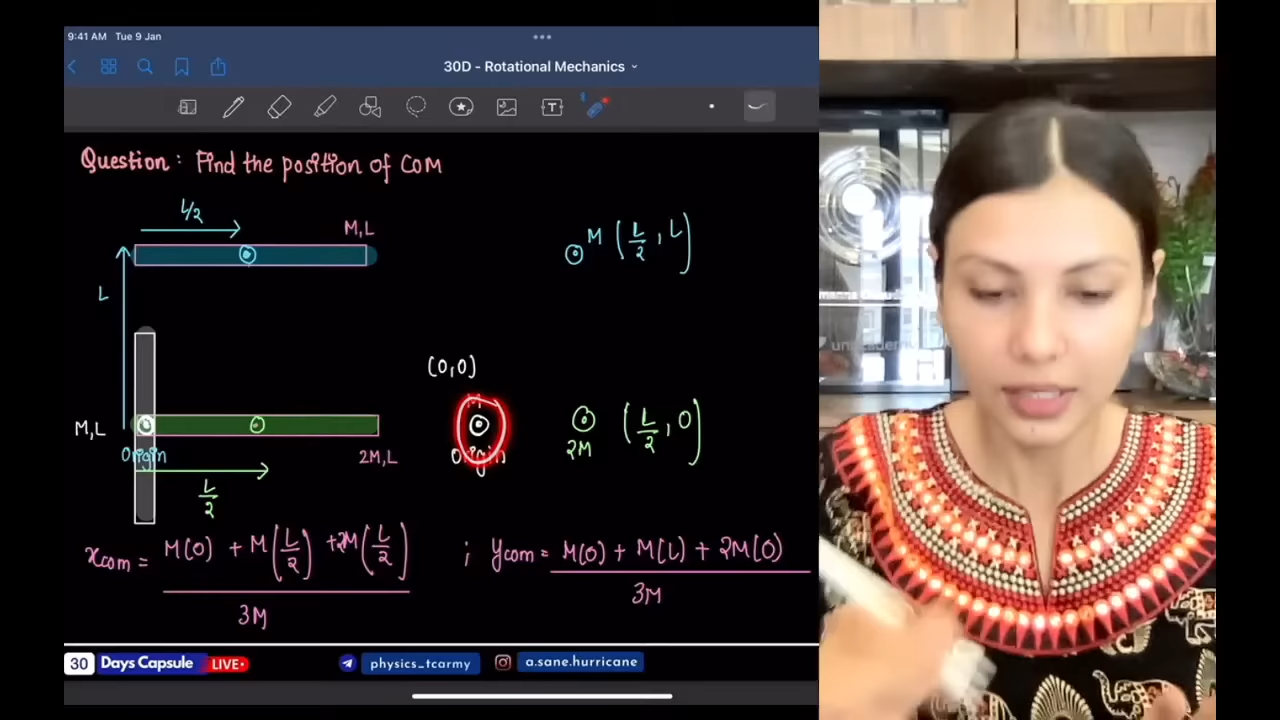 9:41 AM Tue 9 Jan
30D - Rotational Mechanics
Question: Find the position of COM
L/2
M,L
M (L/2, L)
L
(0,0)
M,L
M
Origin
Origin
2M,L
2M
(L/2, 0)
L/2
xcom = M(0) + M(L/2) + 2M(L/2) / 3M ; ycom = M(0) + M(L) + 2M(0) / 3M
30 Days Capsule LIVE
physics_tcarmy
a.sane.hurricane